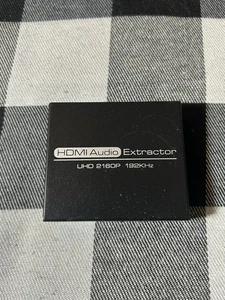 HDMI Audio Extractor
UHD 2160P 192KHz